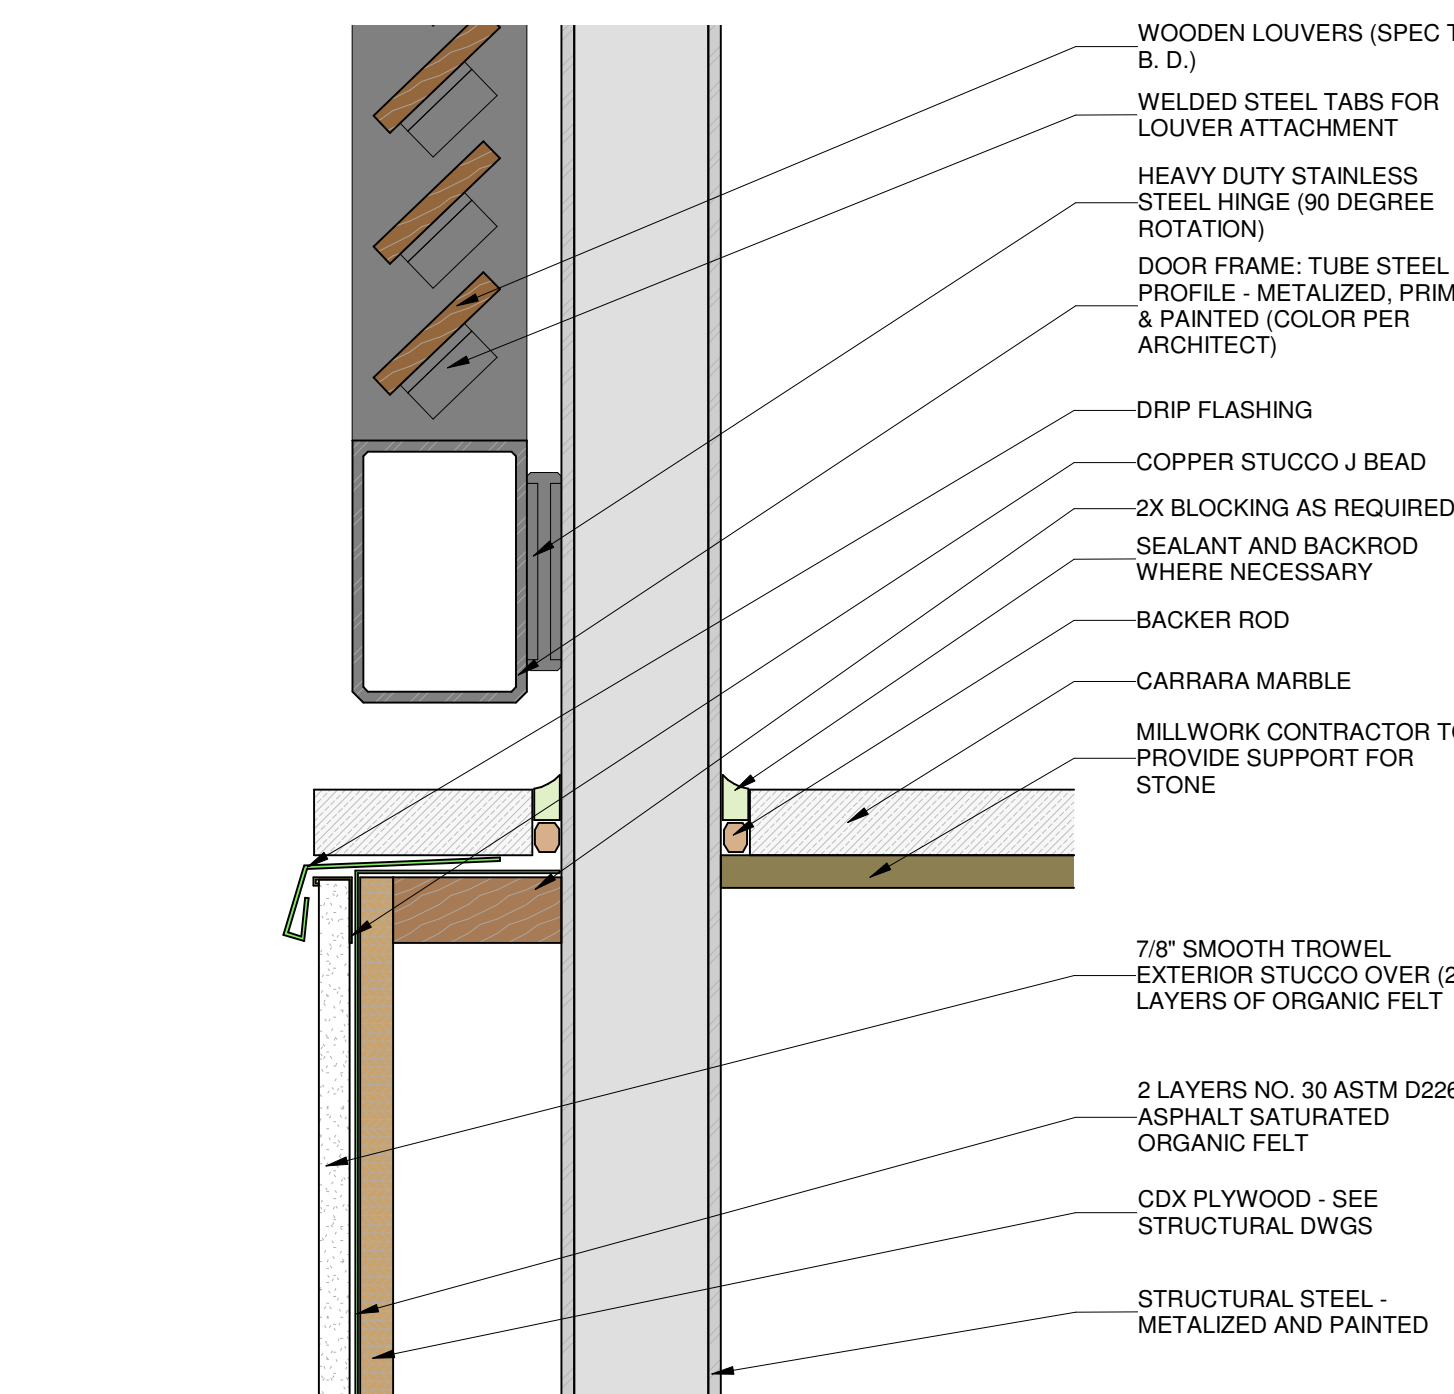 WOODEN LOUVERS (SPEC T
B. D.)
WELDED STEEL TABS FOR
LOUVER ATTACHMENT
HEAVY DUTY STAINLESS
STEEL HINGE (90 DEGREE
ROTATION)
DOOR FRAME: TUBE STEEL
PROFILE - METALIZED, PRIM
& PAINTED (COLOR PER
ARCHITECT)
DRIP FLASHING
COPPER STUCCO J BEAD
2X BLOCKING AS REQUIRED
SEALANT AND BACKROD
WHERE NECESSARY
BACKER ROD
CARRARA MARBLE
MILLWORK CONTRACTOR TO
PROVIDE SUPPORT FOR
STONE
7/8" SMOOTH TROWEL
EXTERIOR STUCCO OVER (2
LAYERS OF ORGANIC FELT
2 LAYERS NO. 30 ASTM D226
ASPHALT SATURATED
ORGANIC FELT
CDX PLYWOOD - SEE
STRUCTURAL DWGS
STRUCTURAL STEEL -
METALIZED AND PAINTED